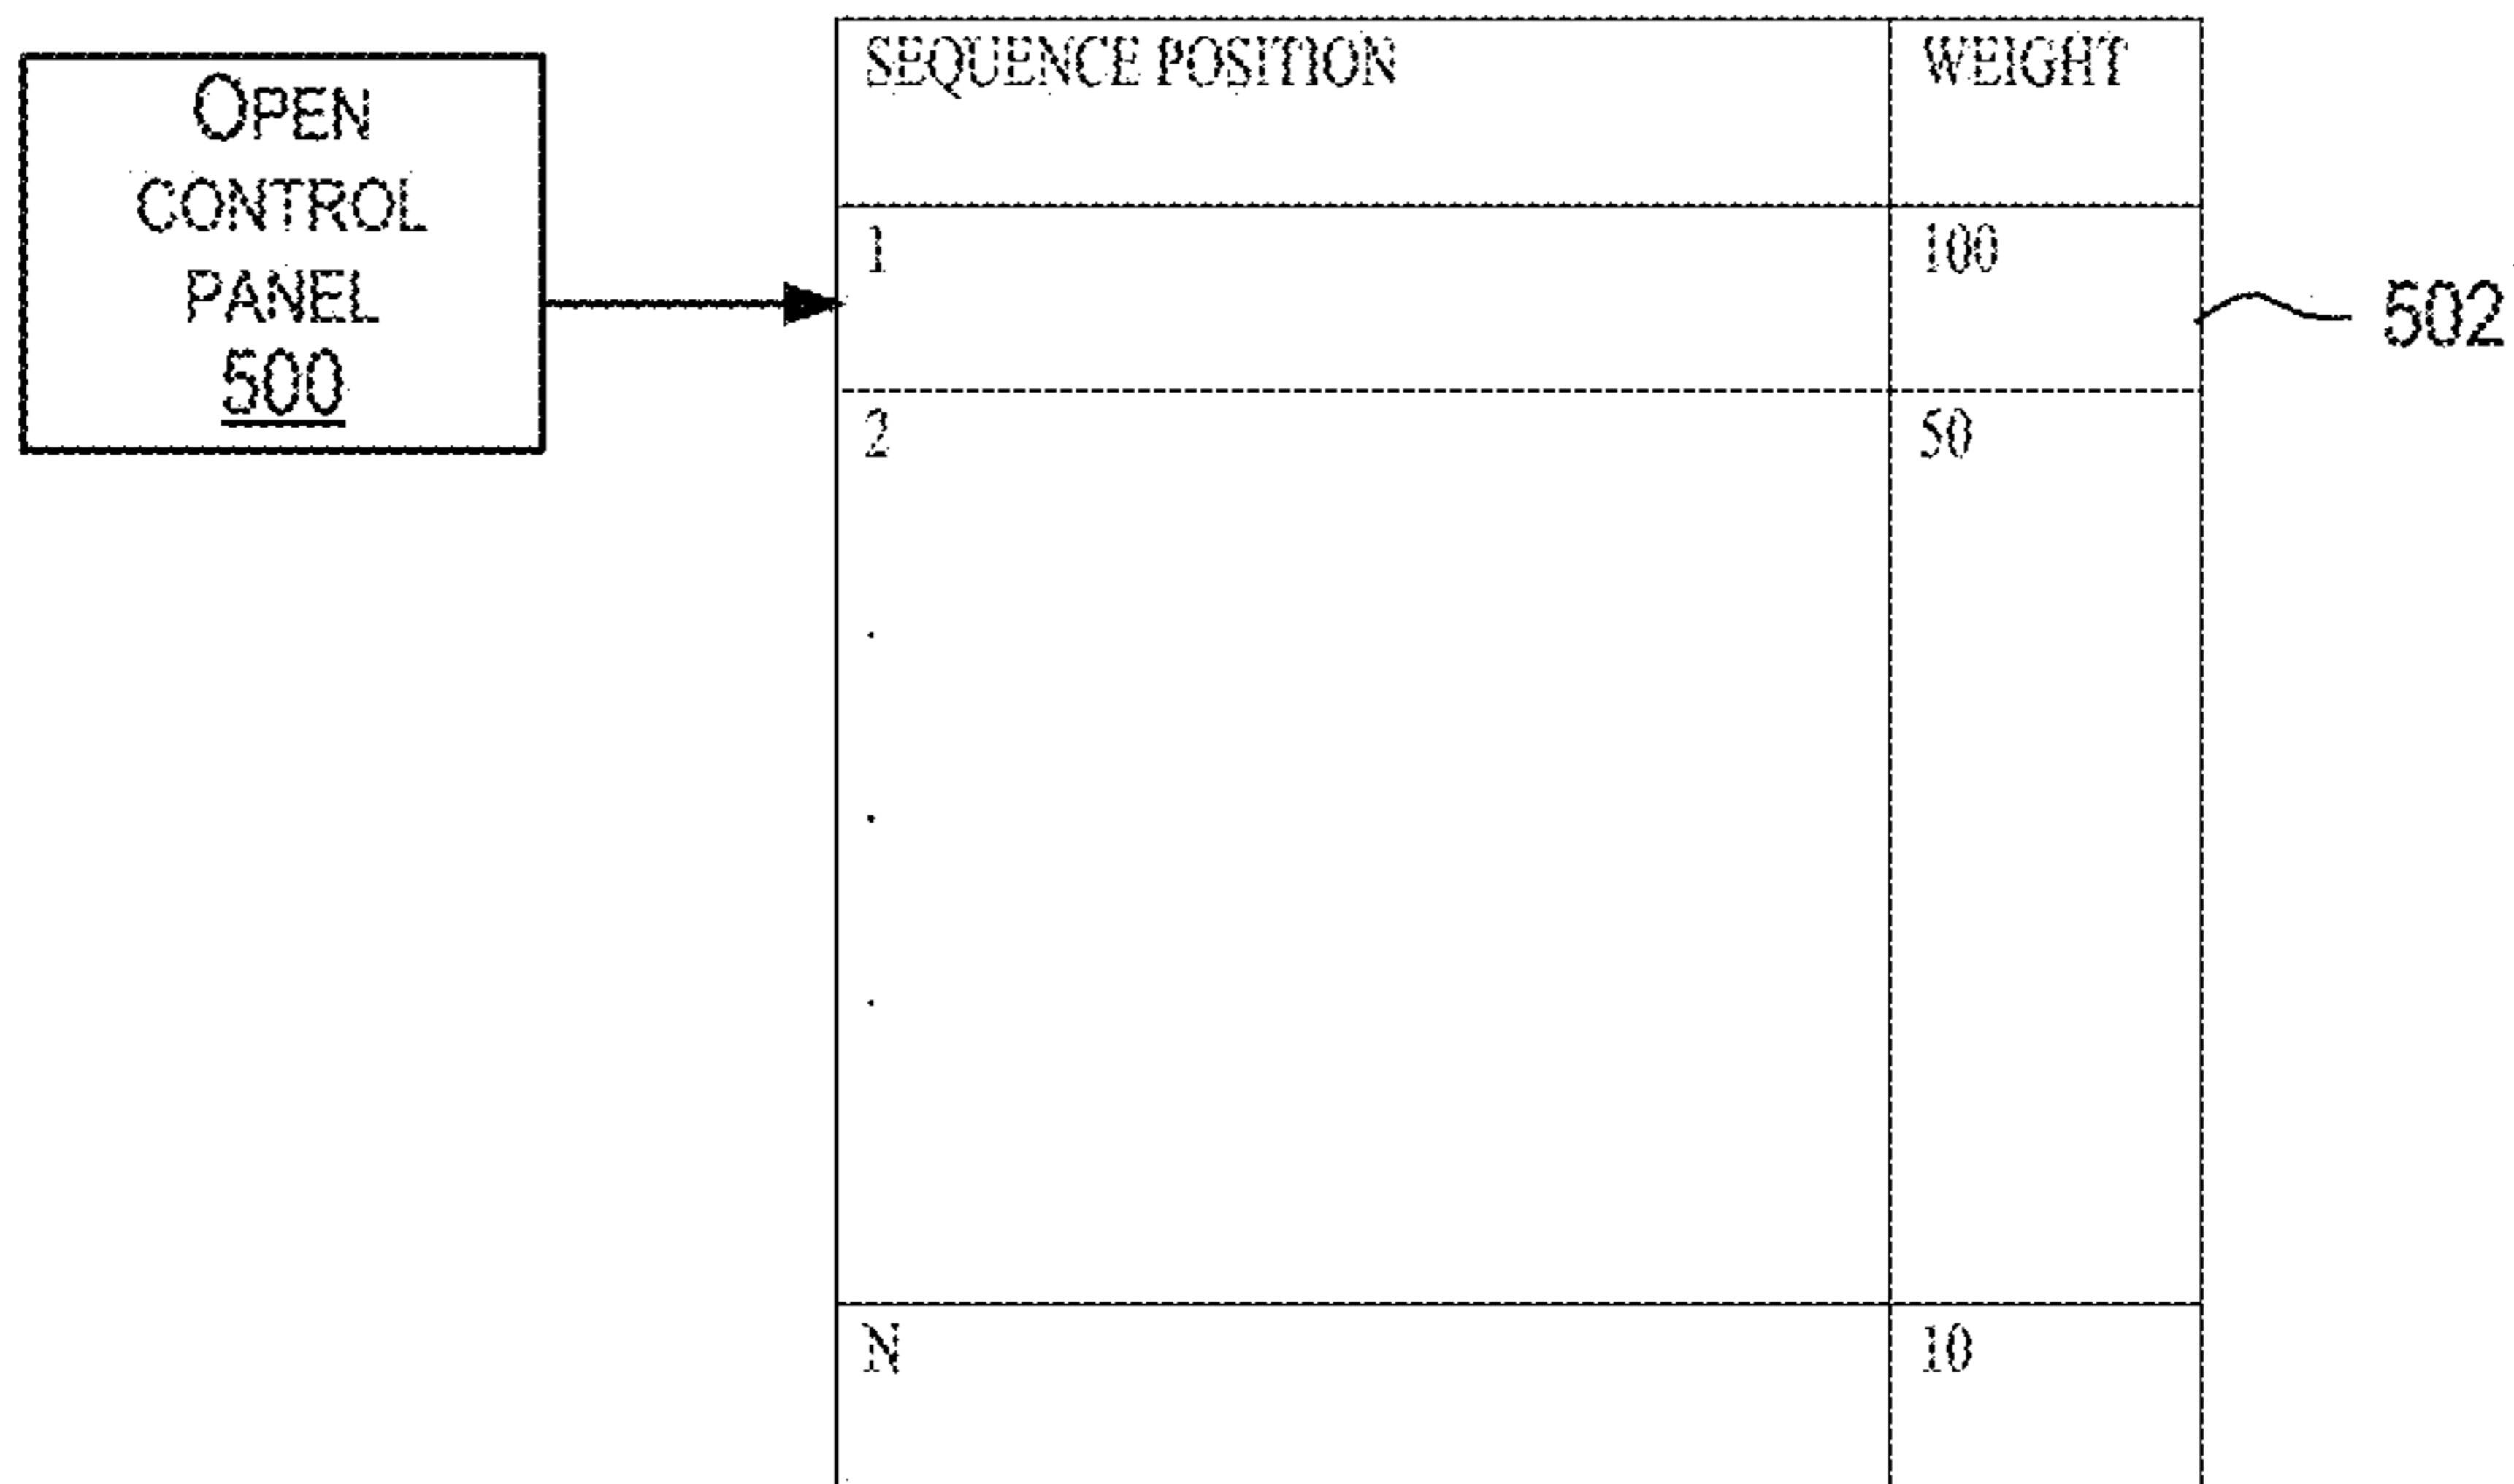 OPEN
CONTROL
PANEL
500
SEQUENCE POSITION WEIGHT
1 100
502
2 50
.
.
.
N 10